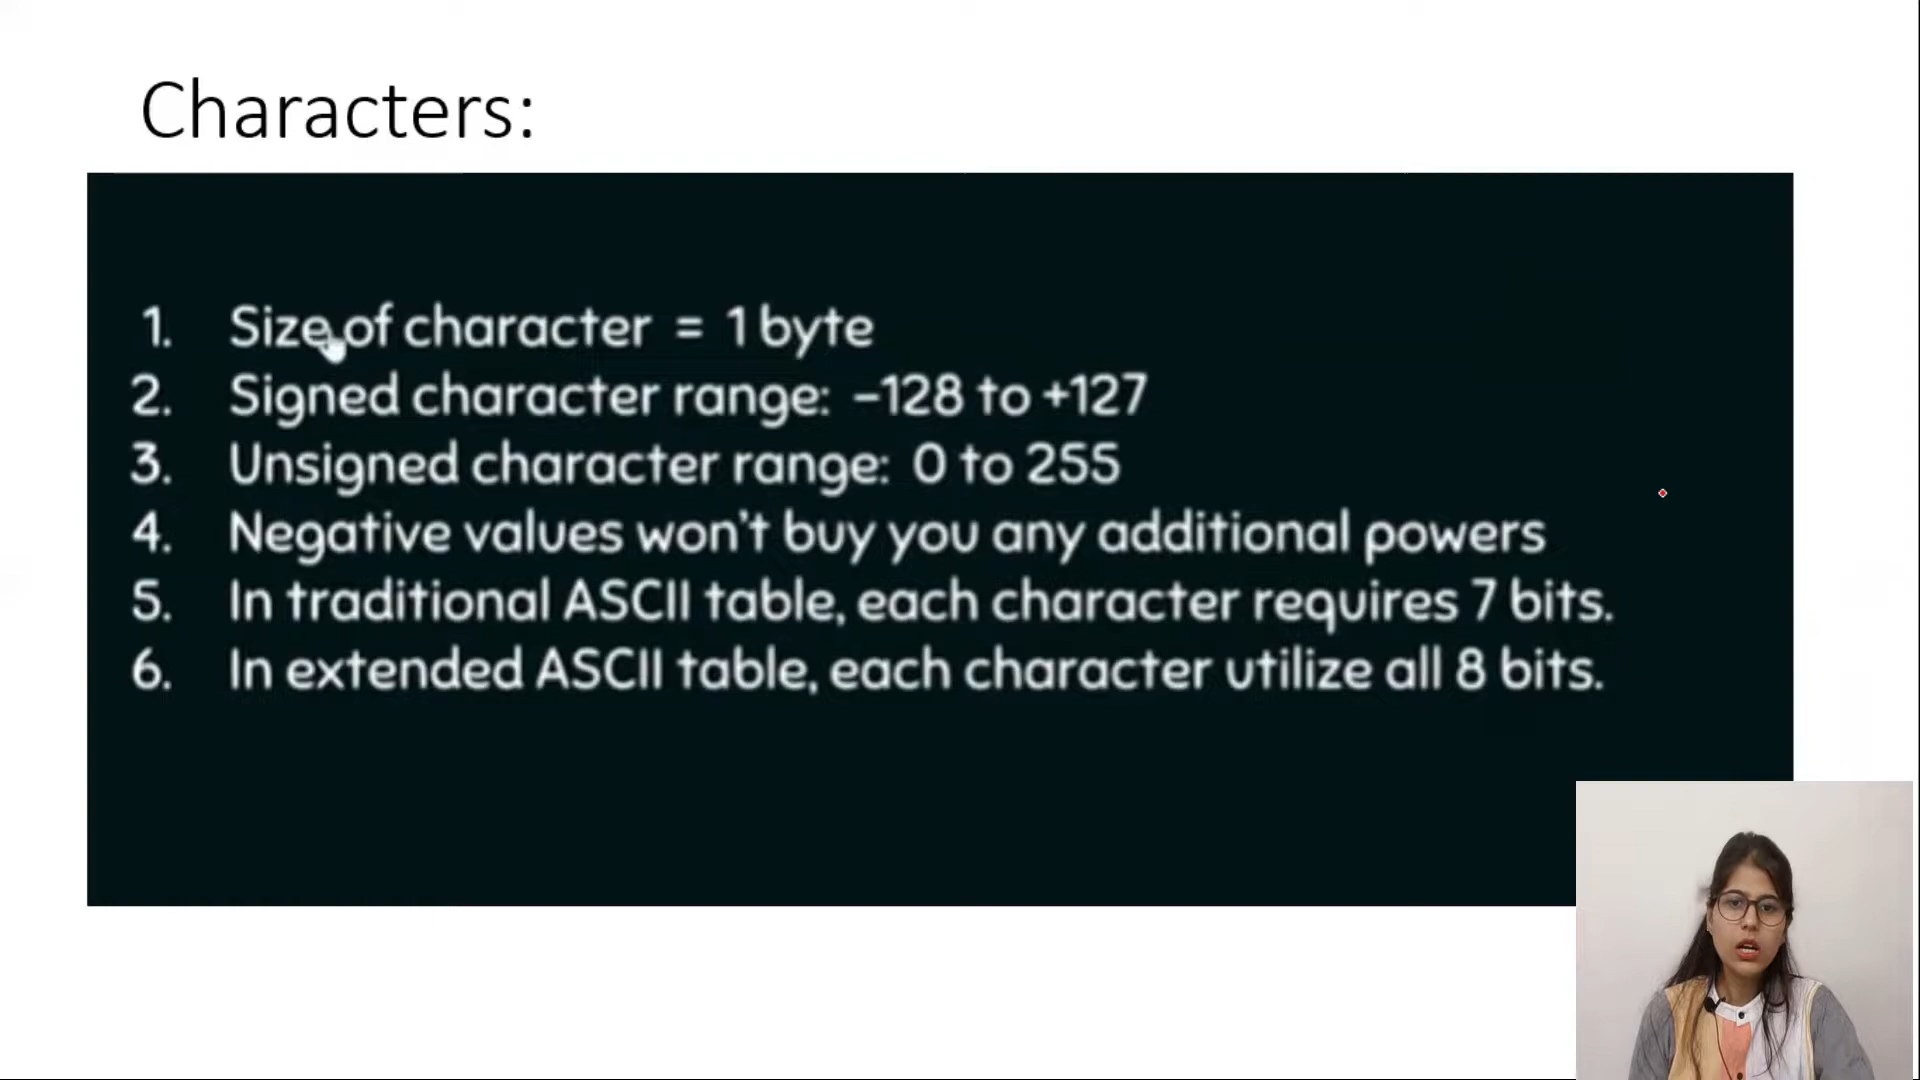 Characters:
1. Size of character = 1 byte
2. Signed character range: -128 to +127
3. Unsigned character range: 0 to 255
4. Negative values won't buy you any additional powers
5. In traditional ASCII table, each character requires 7 bits.
6. In extended ASCII table, each character utilize all 8 bits.